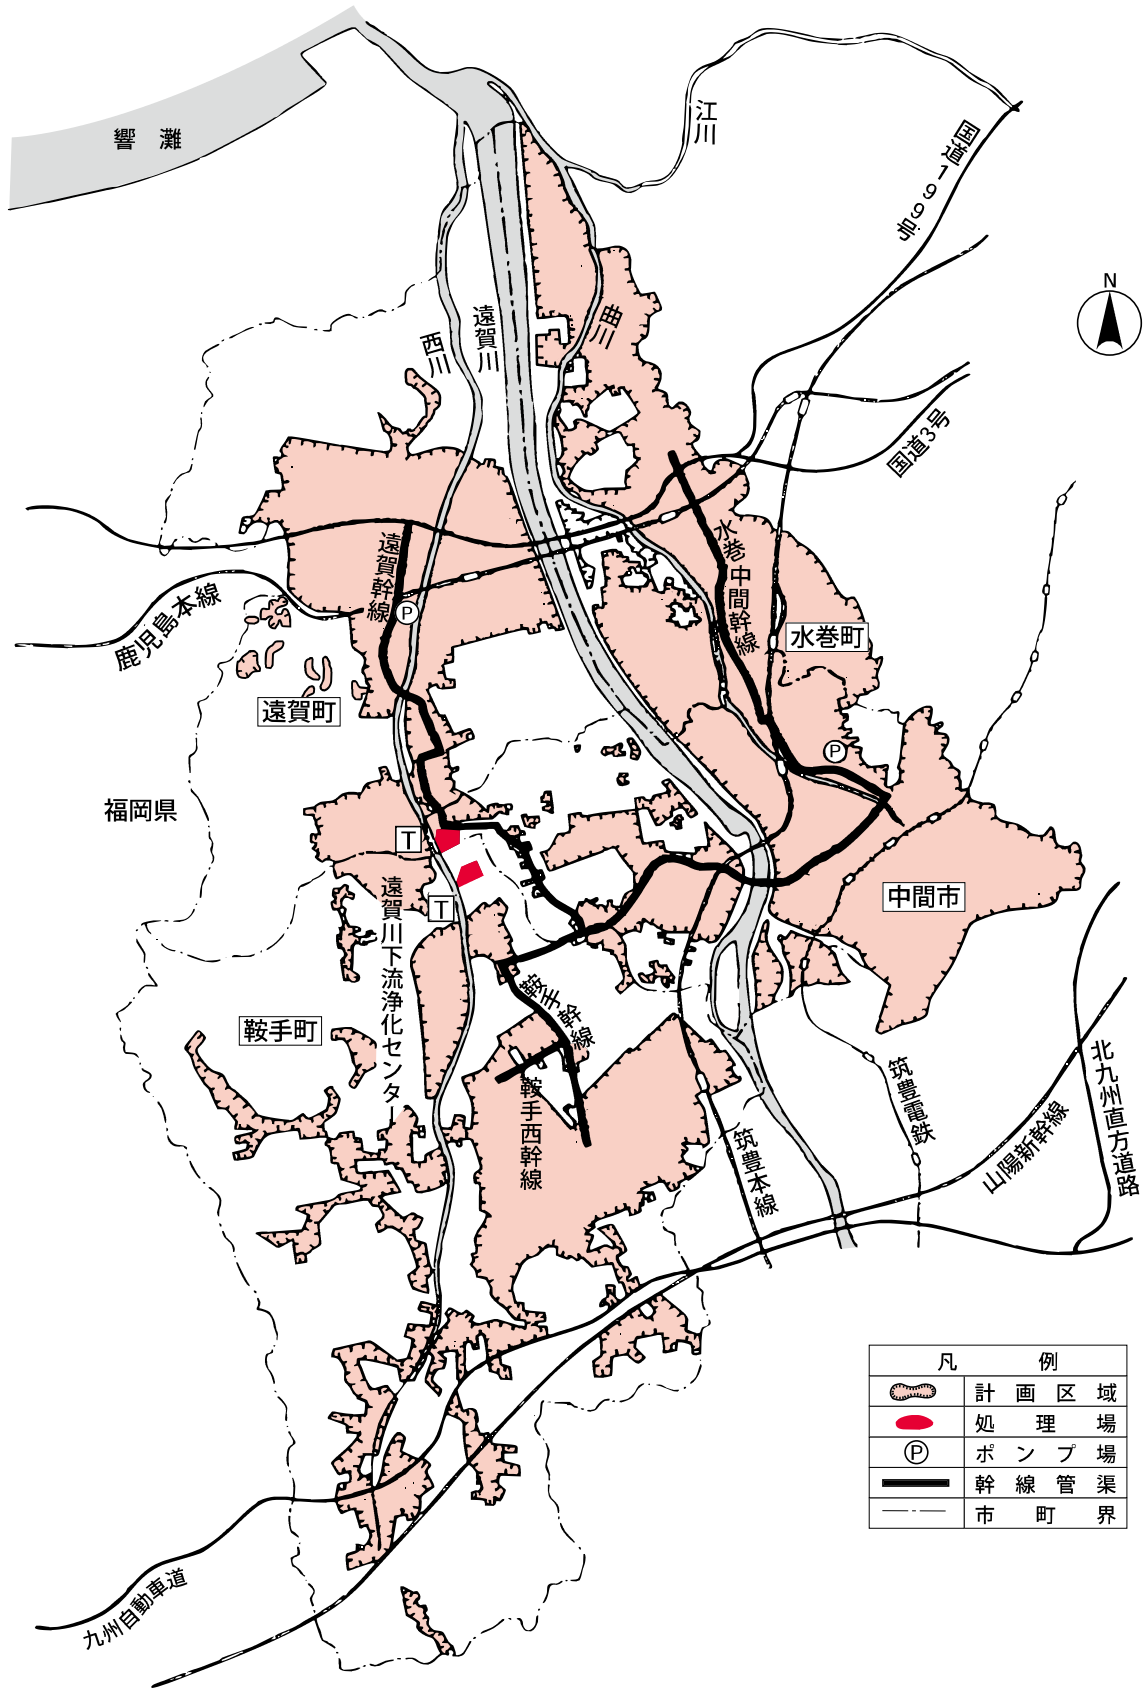 響灘
江川
国道199号
N
曲川
遠賀川
西川
国道3号
水巻中間幹線
遠賀幹線
P
鹿児島本線
水巻町
遠賀町
P
福岡県
T
中間市
T
遠賀川下流浄化センター
鞍手幹線
鞍手町
北九州直方道路
筑豊電鉄
鞍手西幹線
山陽新幹線
筑豊本線
九州自動車道
凡例
計画区域
処理場
P ポンプ場
幹線管渠
市町界